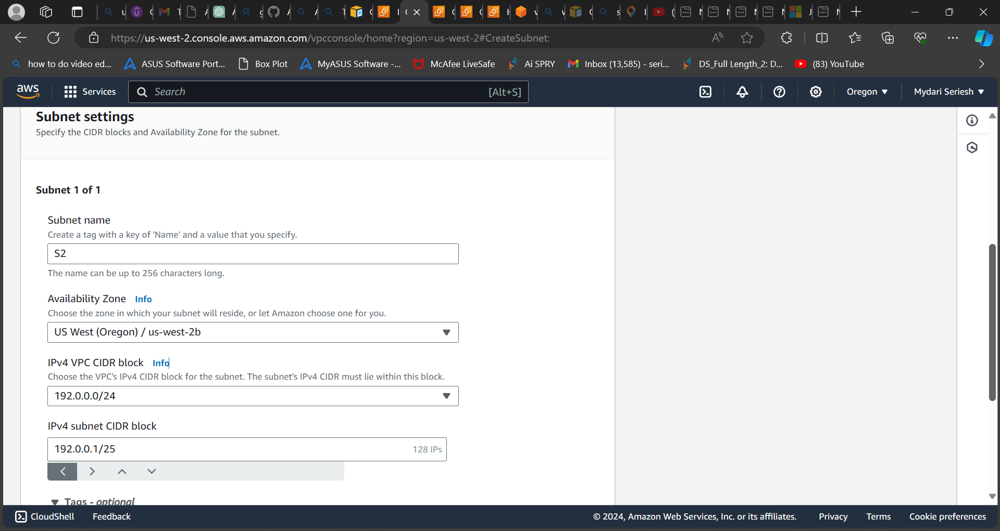 https://us-west-2.console.aws.amazon.com/vpcconsole/home?region=us-west-2#CreateSubnet:
how to do video ed... ASUS Software Port... Box Plot MyASUS Software -... McAfee LiveSafe Ai SPRY Inbox (13,585) - seri... DS_Full Length_2: D... (83) YouTube
aws Services Search [Alt+S] Oregon Mydari Seriesh
Subnet settings
Specify the CIDR blocks and Availability Zone for the subnet.
Subnet 1 of 1
Subnet name
Create a tag with a key of 'Name' and a value that you specify.
S2
The name can be up to 256 characters long.
Availability Zone Info
Choose the zone in which your subnet will reside, or let Amazon choose one for you.
US West (Oregon) / us-west-2b
IPv4 VPC CIDR block Info
Choose the VPC's IPv4 CIDR block for the subnet. The subnet's IPv4 CIDR must lie within this block.
192.0.0.0/24
IPv4 subnet CIDR block
192.0.0.1/25 128 IPs
Tags - optional
CloudShell Feedback © 2024, Amazon Web Services, Inc. or its affiliates. Privacy Terms Cookie preferences